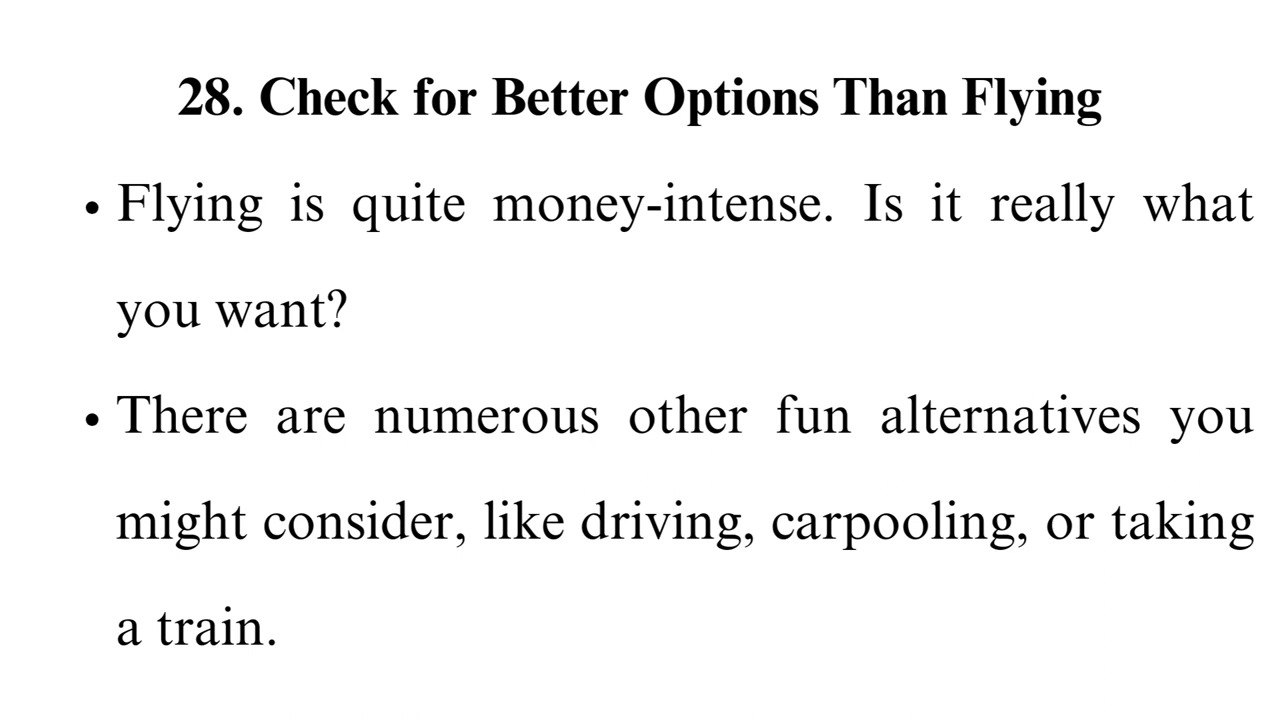 28. Check for Better Options Than Flying
• Flying is quite money-intense. Is it really what
you want?
• There are numerous other fun alternatives you
might consider, like driving, carpooling, or taking
a train.